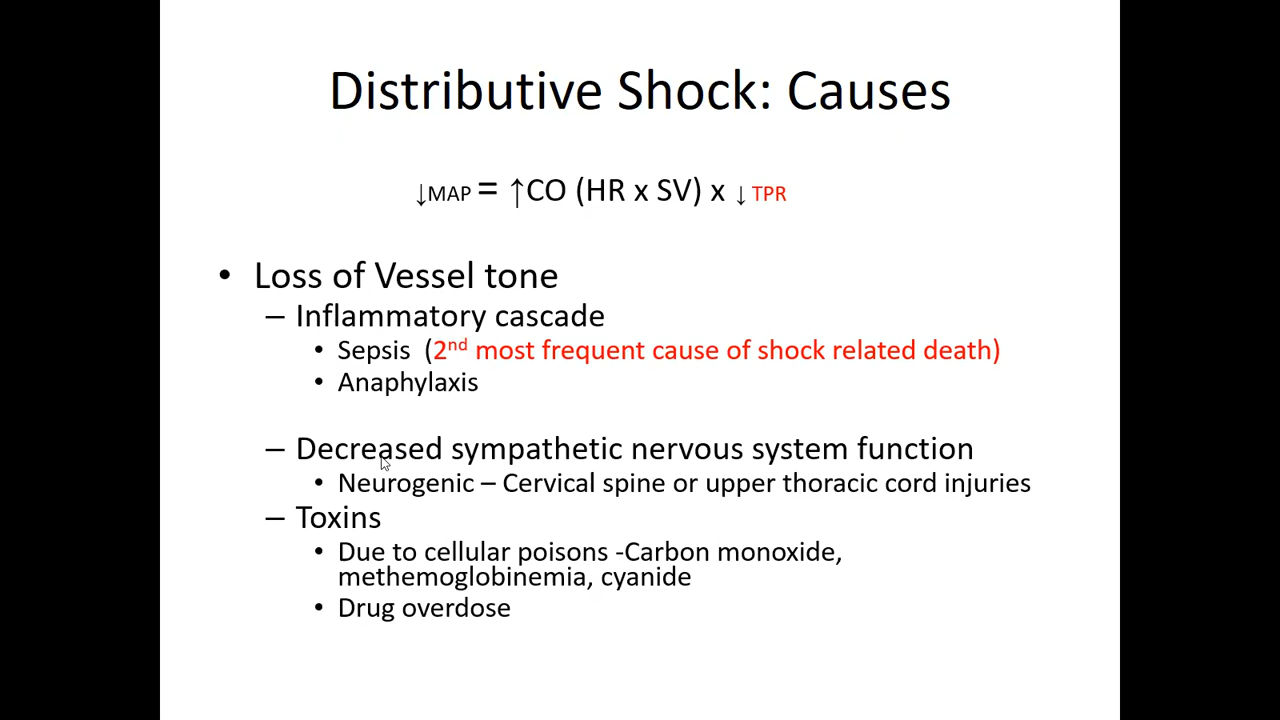 Distributive Shock: Causes
↓MAP = ↑CO (HR x SV) x ↓ TPR
• Loss of Vessel tone
– Inflammatory cascade
• Sepsis (2nd most frequent cause of shock related death)
• Anaphylaxis
– Decreased sympathetic nervous system function
• Neurogenic – Cervical spine or upper thoracic cord injuries
– Toxins
• Due to cellular poisons -Carbon monoxide,
methemoglobinemia, cyanide
• Drug overdose